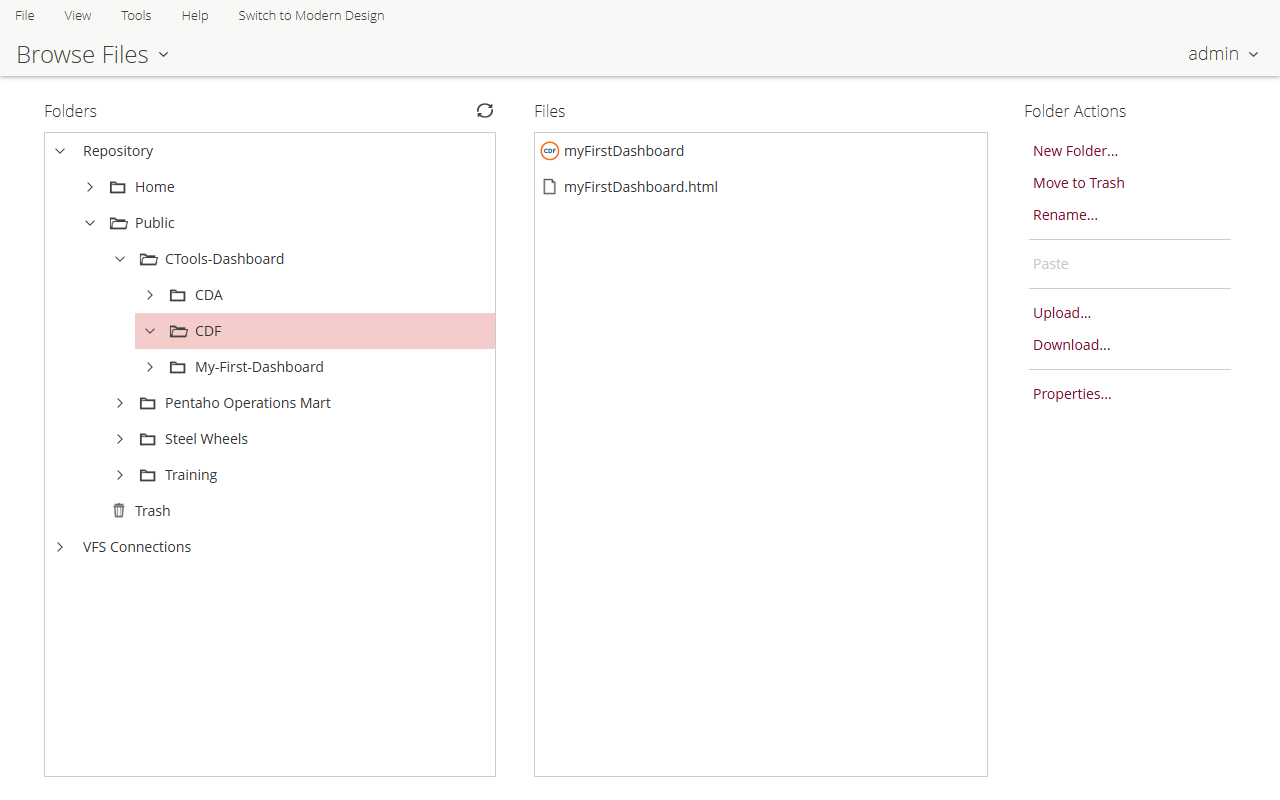 File View Tools Help Switch to Modern Design
Browse Files admin
Folders Files Folder Actions
Repository
Home
Public
CTools-Dashboard
CDA
CDF
My-First-Dashboard
Pentaho Operations Mart
Steel Wheels
Training
Trash
VFS Connections
CDF myFirstDashboard
myFirstDashboard.html
New Folder...
Move to Trash
Rename...
Paste
Upload...
Download...
Properties...